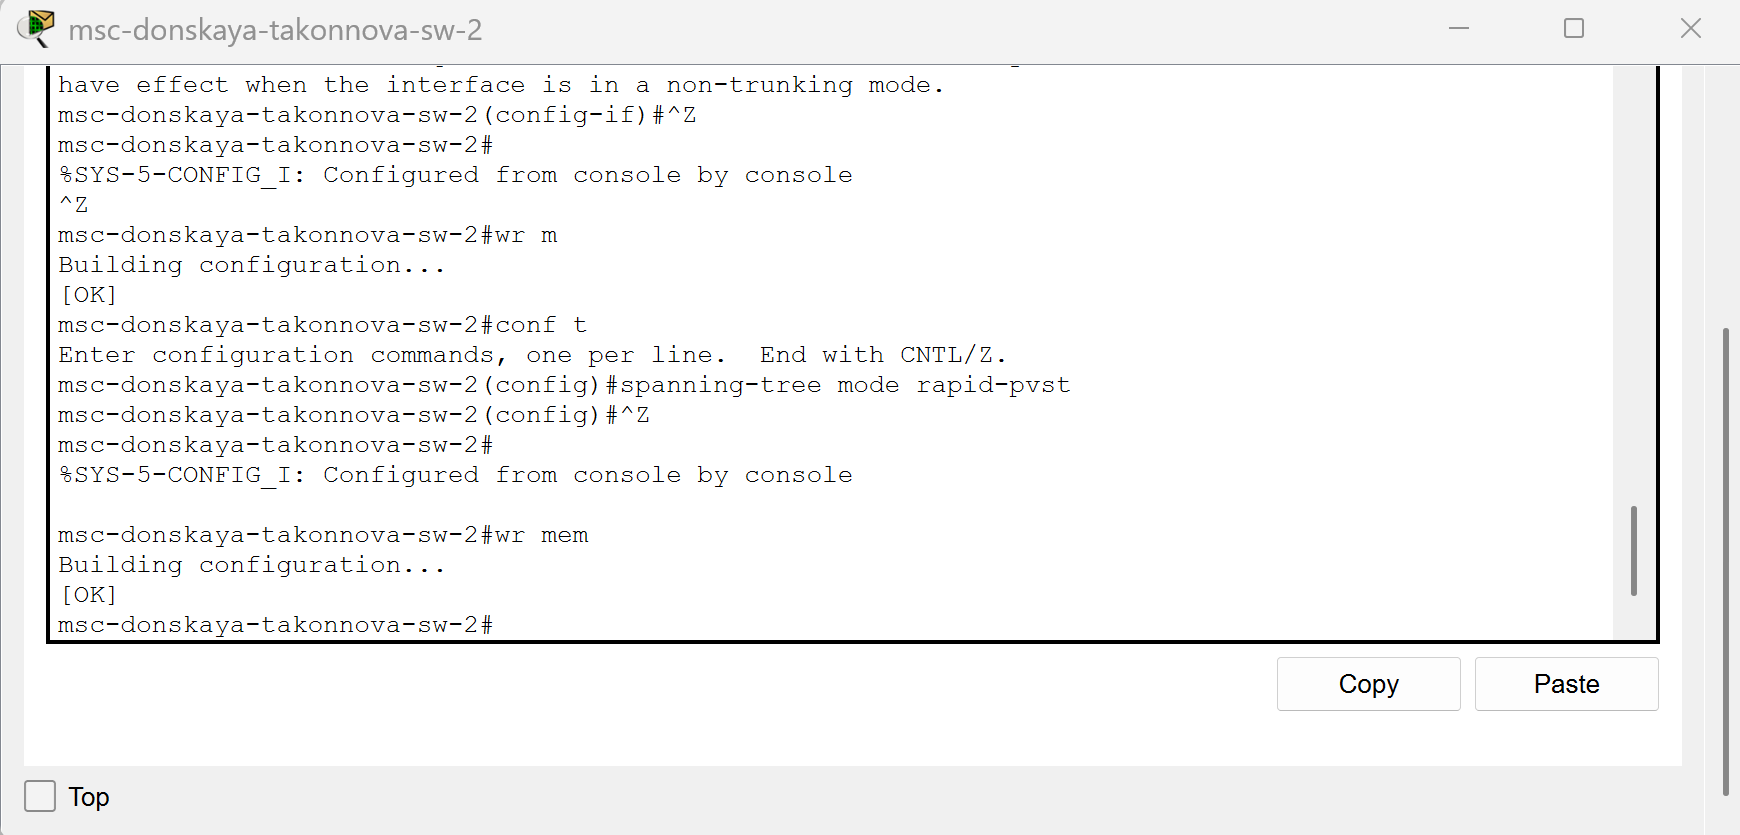 msc-donskaya-takonnova-sw-2
have effect when the interface is in a non-trunking mode.
msc-donskaya-takonnova-sw-2(config-if)#^Z
msc-donskaya-takonnova-sw-2#
%SYS-5-CONFIG_I: Configured from console by console
^Z
msc-donskaya-takonnova-sw-2#wr m
Building configuration...
[OK]
msc-donskaya-takonnova-sw-2#conf t
Enter configuration commands, one per line.  End with CNTL/Z.
msc-donskaya-takonnova-sw-2(config)#spanning-tree mode rapid-pvst
msc-donskaya-takonnova-sw-2(config)#^Z
msc-donskaya-takonnova-sw-2#
%SYS-5-CONFIG_I: Configured from console by console
msc-donskaya-takonnova-sw-2#wr mem
Building configuration...
[OK]
msc-donskaya-takonnova-sw-2#
Copy
Paste
Top